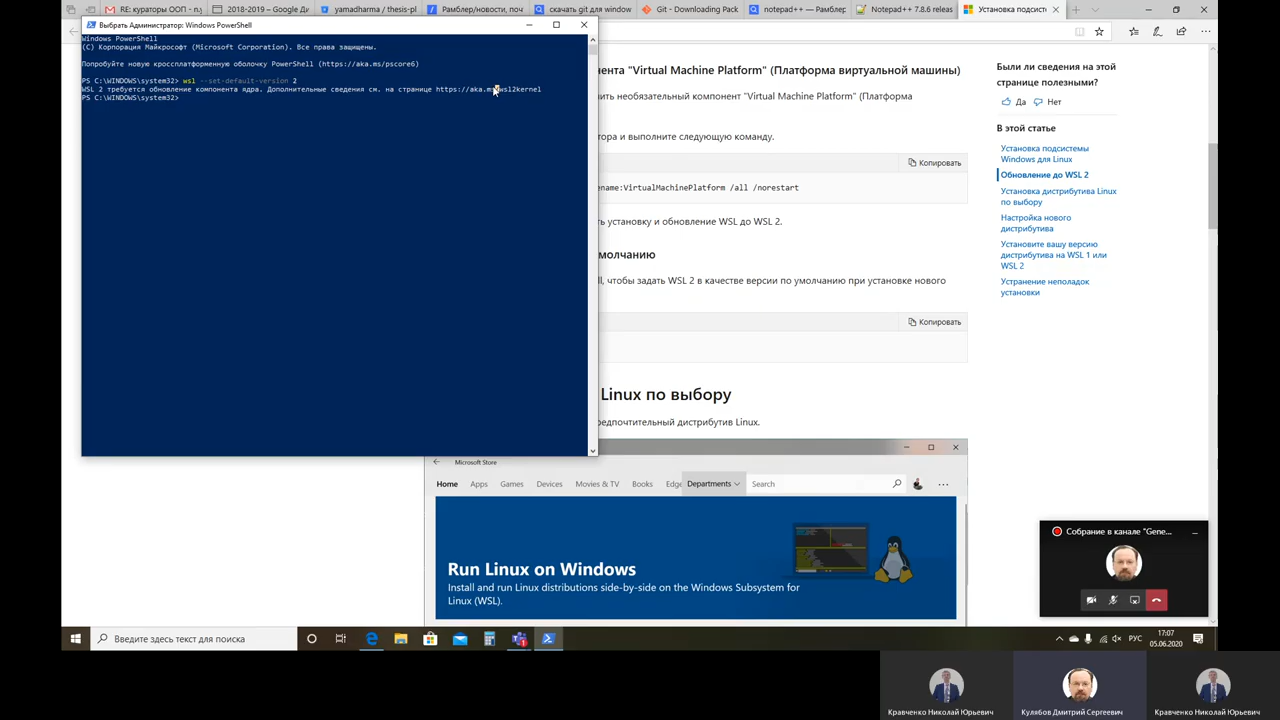 RE: кураторы ООП - п.д
2018-2019 – Google Du
yamadharma / thesis-pl
Рамблер/новости, поч
скачать git для window
Git - Downloading Pack
notepad++ — Рамблер
Notepad++ 7.8.6 releas
Установка подсист
Выбрать Администратор: Windows PowerShell
Windows PowerShell
(C) Корпорация Майкрософт (Microsoft Corporation). Все права защищены.
Попробуйте новую кроссплатформенную оболочку PowerShell (https://aka.ms/pscore6)
PS C:\WINDOWS\system32> wsl --set-default-version 2
WSL 2 требуется обновление компонента ядра. Дополнительные сведения см. на странице https://aka.ms/wsl2kernel
PS C:\WINDOWS\system32>
нента "Virtual Machine Platform" (Платформа виртуальной машины)
нить необязательный компонент "Virtual Machine Platform" (Платформа
тора и выполните следующую команду.
Копировать
ename:VirtualMachinePlatform /all /norestart
ть установку и обновление WSL до WSL 2.
молчанию
ll, чтобы задать WSL 2 в качестве версии по умолчанию при установке нового
Копировать
Linux по выбору
редпочтительный дистрибутив Linux.
Microsoft Store
Home Apps Games Devices Movies & TV Books Edge Departments Search
Run Linux on Windows
Install and run Linux distributions side-by-side on the Windows Subsystem for
Linux (WSL).
Были ли сведения на этой
странице полезными?
Да Нет
В этой статье
Установка подсистемы
Windows для Linux
Обновление до WSL 2
Установка дистрибутива Linux
по выбору
Настройка нового
дистрибутива
Установите вашу версию
дистрибутива на WSL 1 или
WSL 2
Устранение неполадок
установки
Собрание в канале "Gene...
Введите здесь текст для поиска
РУС
17:07
05.06.2020
Кравченко Николай Юрьевич
Кулябов Дмитрий Сергеевич
Кравченко Николай Юрьевич